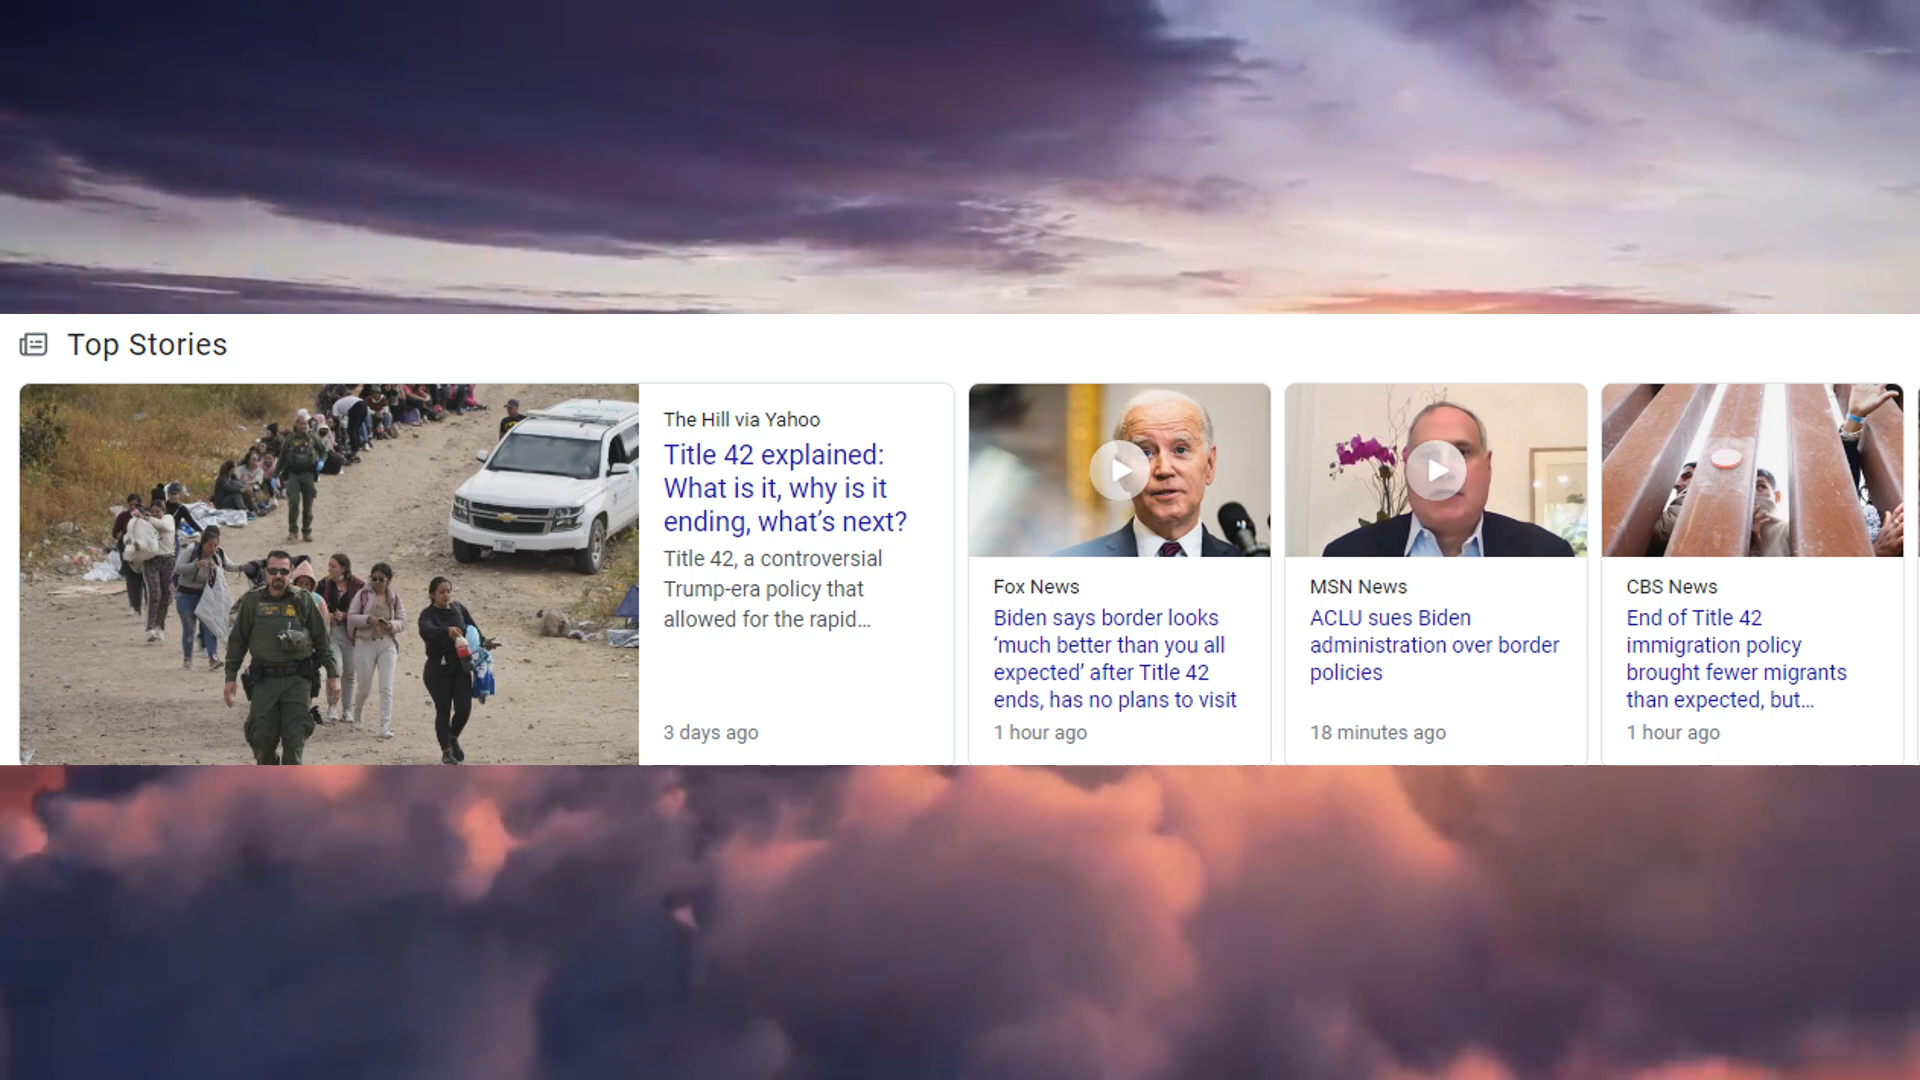 Top Stories
The Hill via Yahoo
Title 42 explained:
What is it, why is it
ending, what’s next?
Title 42, a controversial
Trump-era policy that
allowed for the rapid...
3 days ago
Fox News
Biden says border looks
‘much better than you all
expected’ after Title 42
ends, has no plans to visit
1 hour ago
MSN News
ACLU sues Biden
administration over border
policies
18 minutes ago
CBS News
End of Title 42
immigration policy
brought fewer migrants
than expected, but...
1 hour ago